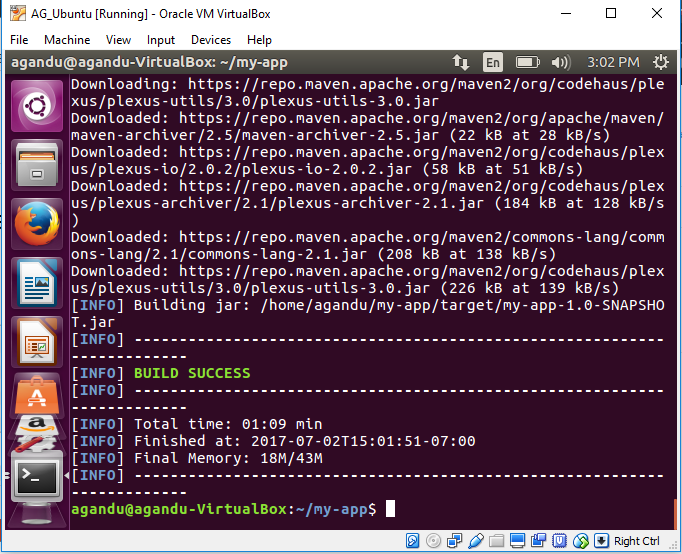 AG_Ubuntu [Running] - Oracle VM VirtualBox
File Machine View Input Devices Help
agandu@agandu-VirtualBox: ~/my-app En 3:02 PM
Downloading: https://repo.maven.apache.org/maven2/org/codehaus/ple
xus/plexus-utils/3.0/plexus-utils-3.0.jar
Downloaded: https://repo.maven.apache.org/maven2/org/apache/maven/
maven-archiver/2.5/maven-archiver-2.5.jar (22 kB at 28 kB/s)
Downloaded: https://repo.maven.apache.org/maven2/org/codehaus/plex
us/plexus-io/2.0.2/plexus-io-2.0.2.jar (58 kB at 51 kB/s)
Downloaded: https://repo.maven.apache.org/maven2/org/codehaus/plex
us/plexus-archiver/2.1/plexus-archiver-2.1.jar (184 kB at 128 kB/s
)
Downloaded: https://repo.maven.apache.org/maven2/commons-lang/comm
ons-lang/2.1/commons-lang-2.1.jar (208 kB at 138 kB/s)
Downloaded: https://repo.maven.apache.org/maven2/org/codehaus/plex
us/plexus-utils/3.0/plexus-utils-3.0.jar (226 kB at 139 kB/s)
[INFO] Building jar: /home/agandu/my-app/target/my-app-1.0-SNAPSHO
T.jar
[INFO] -----------------------------------------------------------
-------------
[INFO] BUILD SUCCESS
[INFO] -----------------------------------------------------------
-------------
[INFO] Total time: 01:09 min
[INFO] Finished at: 2017-07-02T15:01:51-07:00
[INFO] Final Memory: 18M/43M
[INFO] -----------------------------------------------------------
-------------
agandu@agandu-VirtualBox:~/my-app$
Right Ctrl